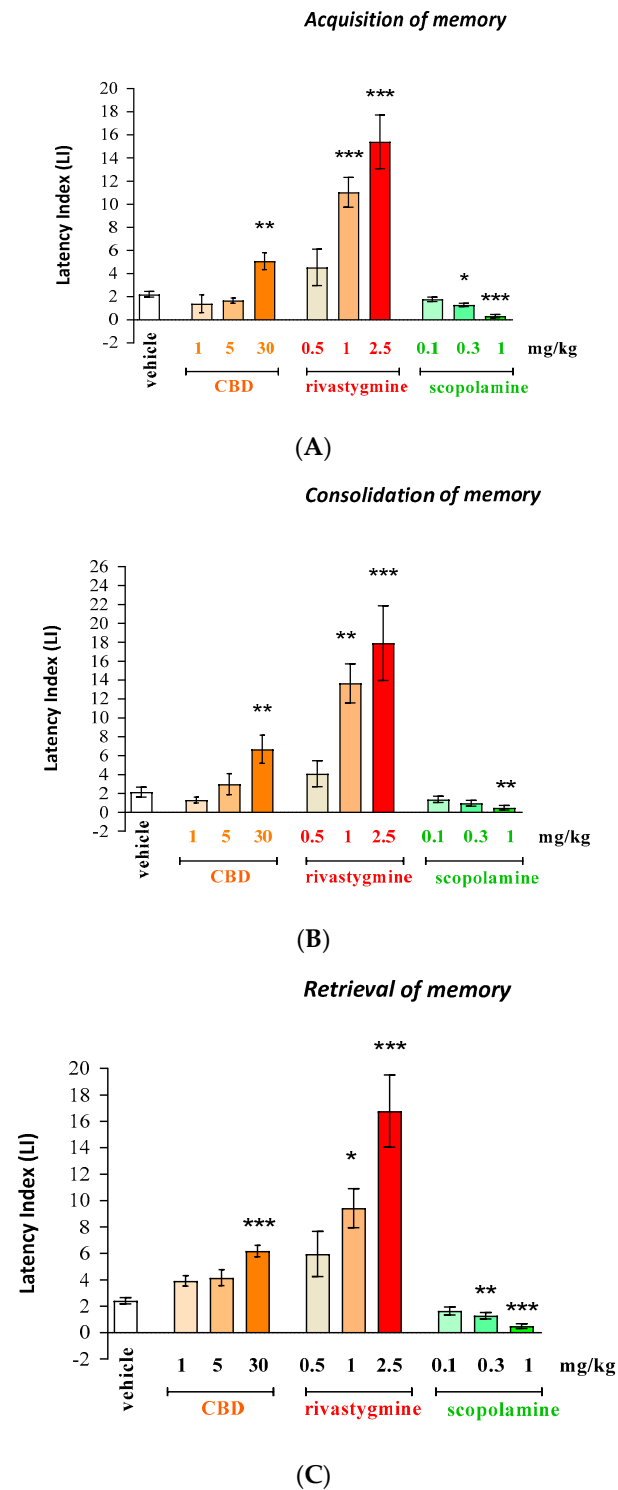 Acquisition of memory
Latency Index (LI)
20
18
16
14
12
10
8
6
4
2
0
-2
***
***
**
*
***
vehicle
1 5 30 0.5 1 2.5 0.1 0.3 1 mg/kg
CBD rivastygmine scopolamine
(A)
Consolidation of memory
Latency Index (LI)
26
24
22
20
18
16
14
12
10
8
6
4
2
0
-2
***
**
**
**
vehicle
1 5 30 0.5 1 2.5 0.1 0.3 1 mg/kg
CBD rivastygmine scopolamine
(B)
Retrieval of memory
Latency Index (LI)
20
18
16
14
12
10
8
6
4
2
0
-2
***
*
***
**
***
vehicle
1 5 30 0.5 1 2.5 0.1 0.3 1 mg/kg
CBD rivastygmine scopolamine
(C)